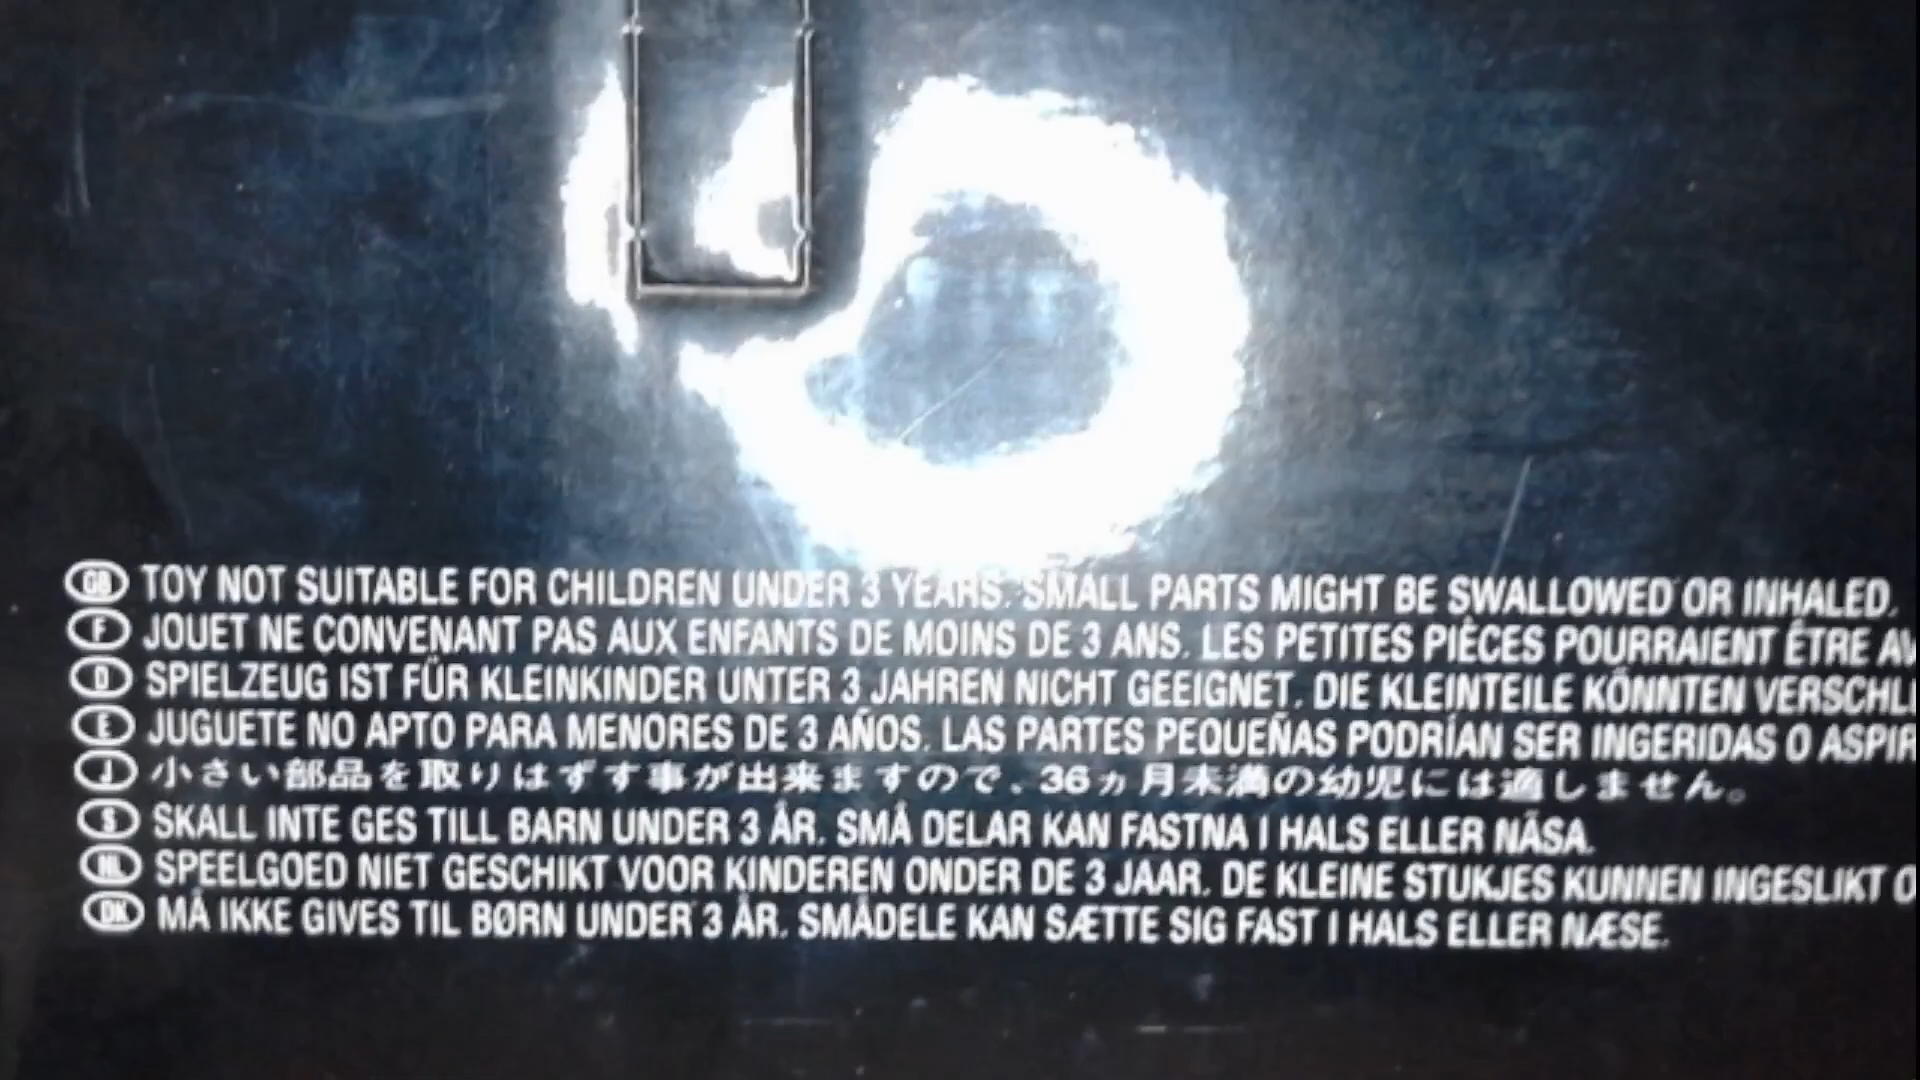 GB TOY NOT SUITABLE FOR CHILDREN UNDER 3 YEARS. SMALL PARTS MIGHT BE SWALLOWED OR INHALED.
F JOUET NE CONVENANT PAS AUX ENFANTS DE MOINS DE 3 ANS. LES PETITES PIÈCES POURRAIENT ÊTRE AV
D SPIELZEUG IST FÜR KLEINKINDER UNTER 3 JAHREN NICHT GEEIGNET. DIE KLEINTEILE KÖNNTEN VERSCHL
E JUGUETE NO APTO PARA MENORES DE 3 AÑOS. LAS PARTES PEQUEÑAS PODRÍAN SER INGERIDAS O ASPIR
J 小さい部品を取りはずす事が出来ますので、36ヵ月未満の幼児には適しません。
S SKALL INTE GES TILL BARN UNDER 3 ÅR. SMÅ DELAR KAN FASTNA I HALS ELLER NÄSA.
NL SPEELGOED NIET GESCHIKT VOOR KINDEREN ONDER DE 3 JAAR. DE KLEINE STUKJES KUNNEN INGESLIKT O
DK MÅ IKKE GIVES TIL BØRN UNDER 3 ÅR. SMÅDELE KAN SÆTTE SIG FAST I HALS ELLER NÆSE.